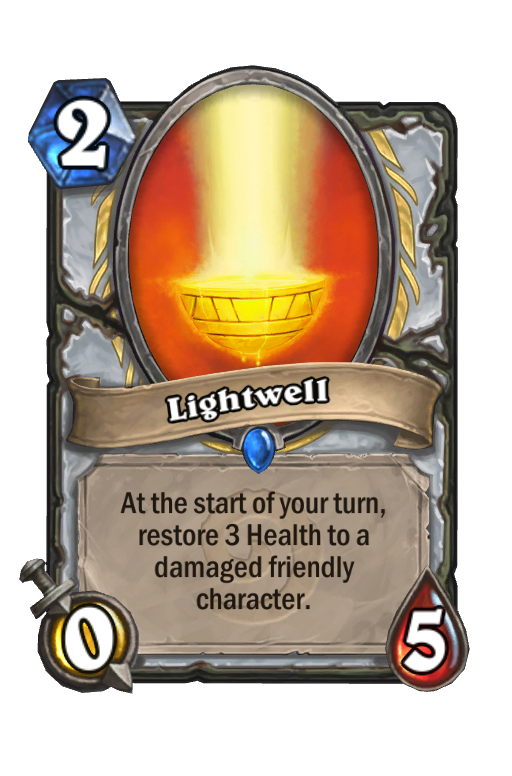 2
Lightwell
At the start of your turn,
restore 3 Health to a
damaged friendly
character.
0
5